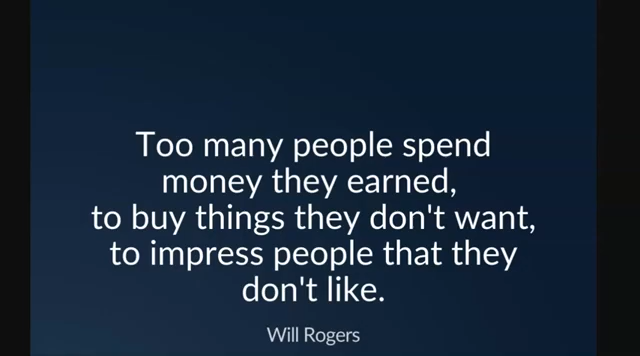 Too many people spend
money they earned,
to buy things they don't want,
to impress people that they
don't like.
Will Rogers